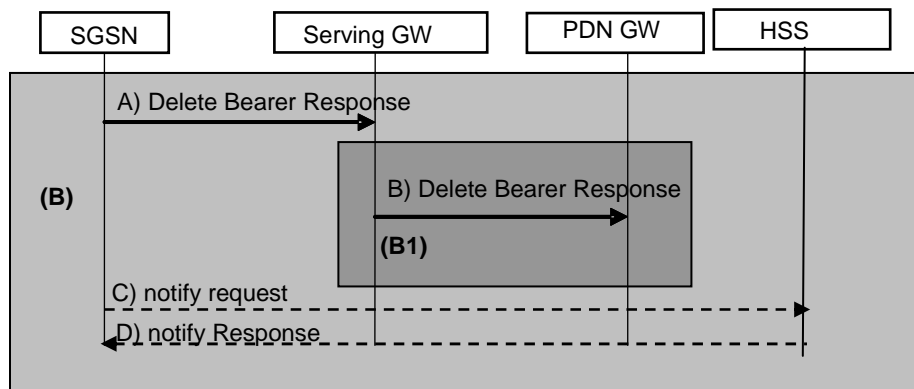 SGSN
Serving GW
PDN GW
HSS
A) Delete Bearer Response
(B)
B) Delete Bearer Response
(B1)
C) notify request
D) notify Response